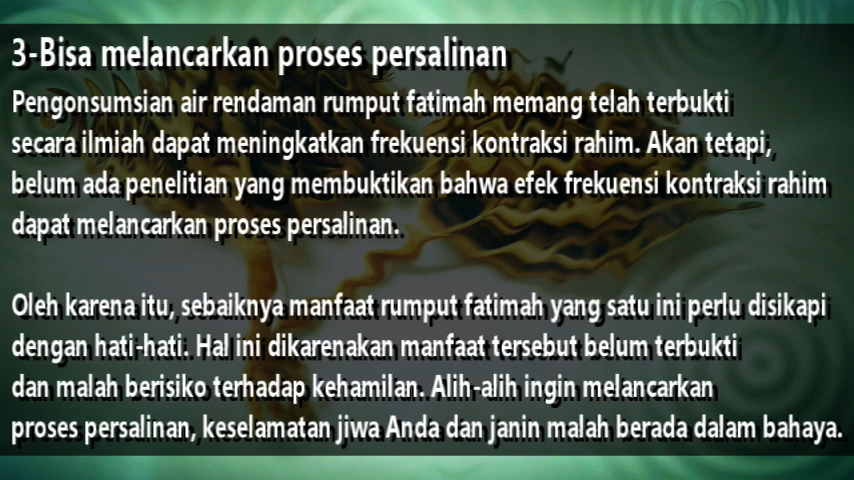 3-Bisa melancarkan proses persalinan
Pengonsumsian air rendaman rumput fatimah memang telah terbukti
secara ilmiah dapat meningkatkan frekuensi kontraksi rahim. Akan tetapi,
belum ada penelitian yang membuktikan bahwa efek frekuensi kontraksi rahim
dapat melancarkan proses persalinan.
Oleh karena itu, sebaiknya manfaat rumput fatimah yang satu ini perlu disikapi
dengan hati-hati. Hal ini dikarenakan manfaat tersebut belum terbukti
dan malah berisiko terhadap kehamilan. Alih-alih ingin melancarkan
proses persalinan, keselamatan jiwa Anda dan janin malah berada dalam bahaya.